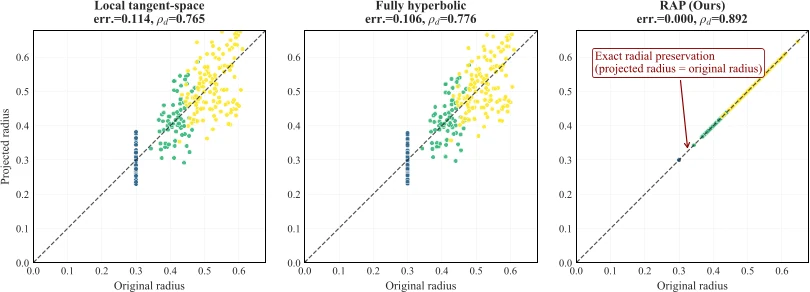 Local tangent-space
err.=0.114, ρd=0.765
Fully hyperbolic
err.=0.106, ρd=0.776
RAP (Ours)
err.=0.000, ρd=0.892
Projected radius
0.6
0.5
0.4
0.3
0.2
0.1
0.0
0.0 0.1 0.2 0.3 0.4 0.5 0.6
Original radius
0.6
0.5
0.4
0.3
0.2
0.1
0.0
0.0 0.1 0.2 0.3 0.4 0.5 0.6
Original radius
Exact radial preservation
(projected radius = original radius)
0.6
0.5
0.4
0.3
0.2
0.1
0.0
0.0 0.1 0.2 0.3 0.4 0.5 0.6
Original radius